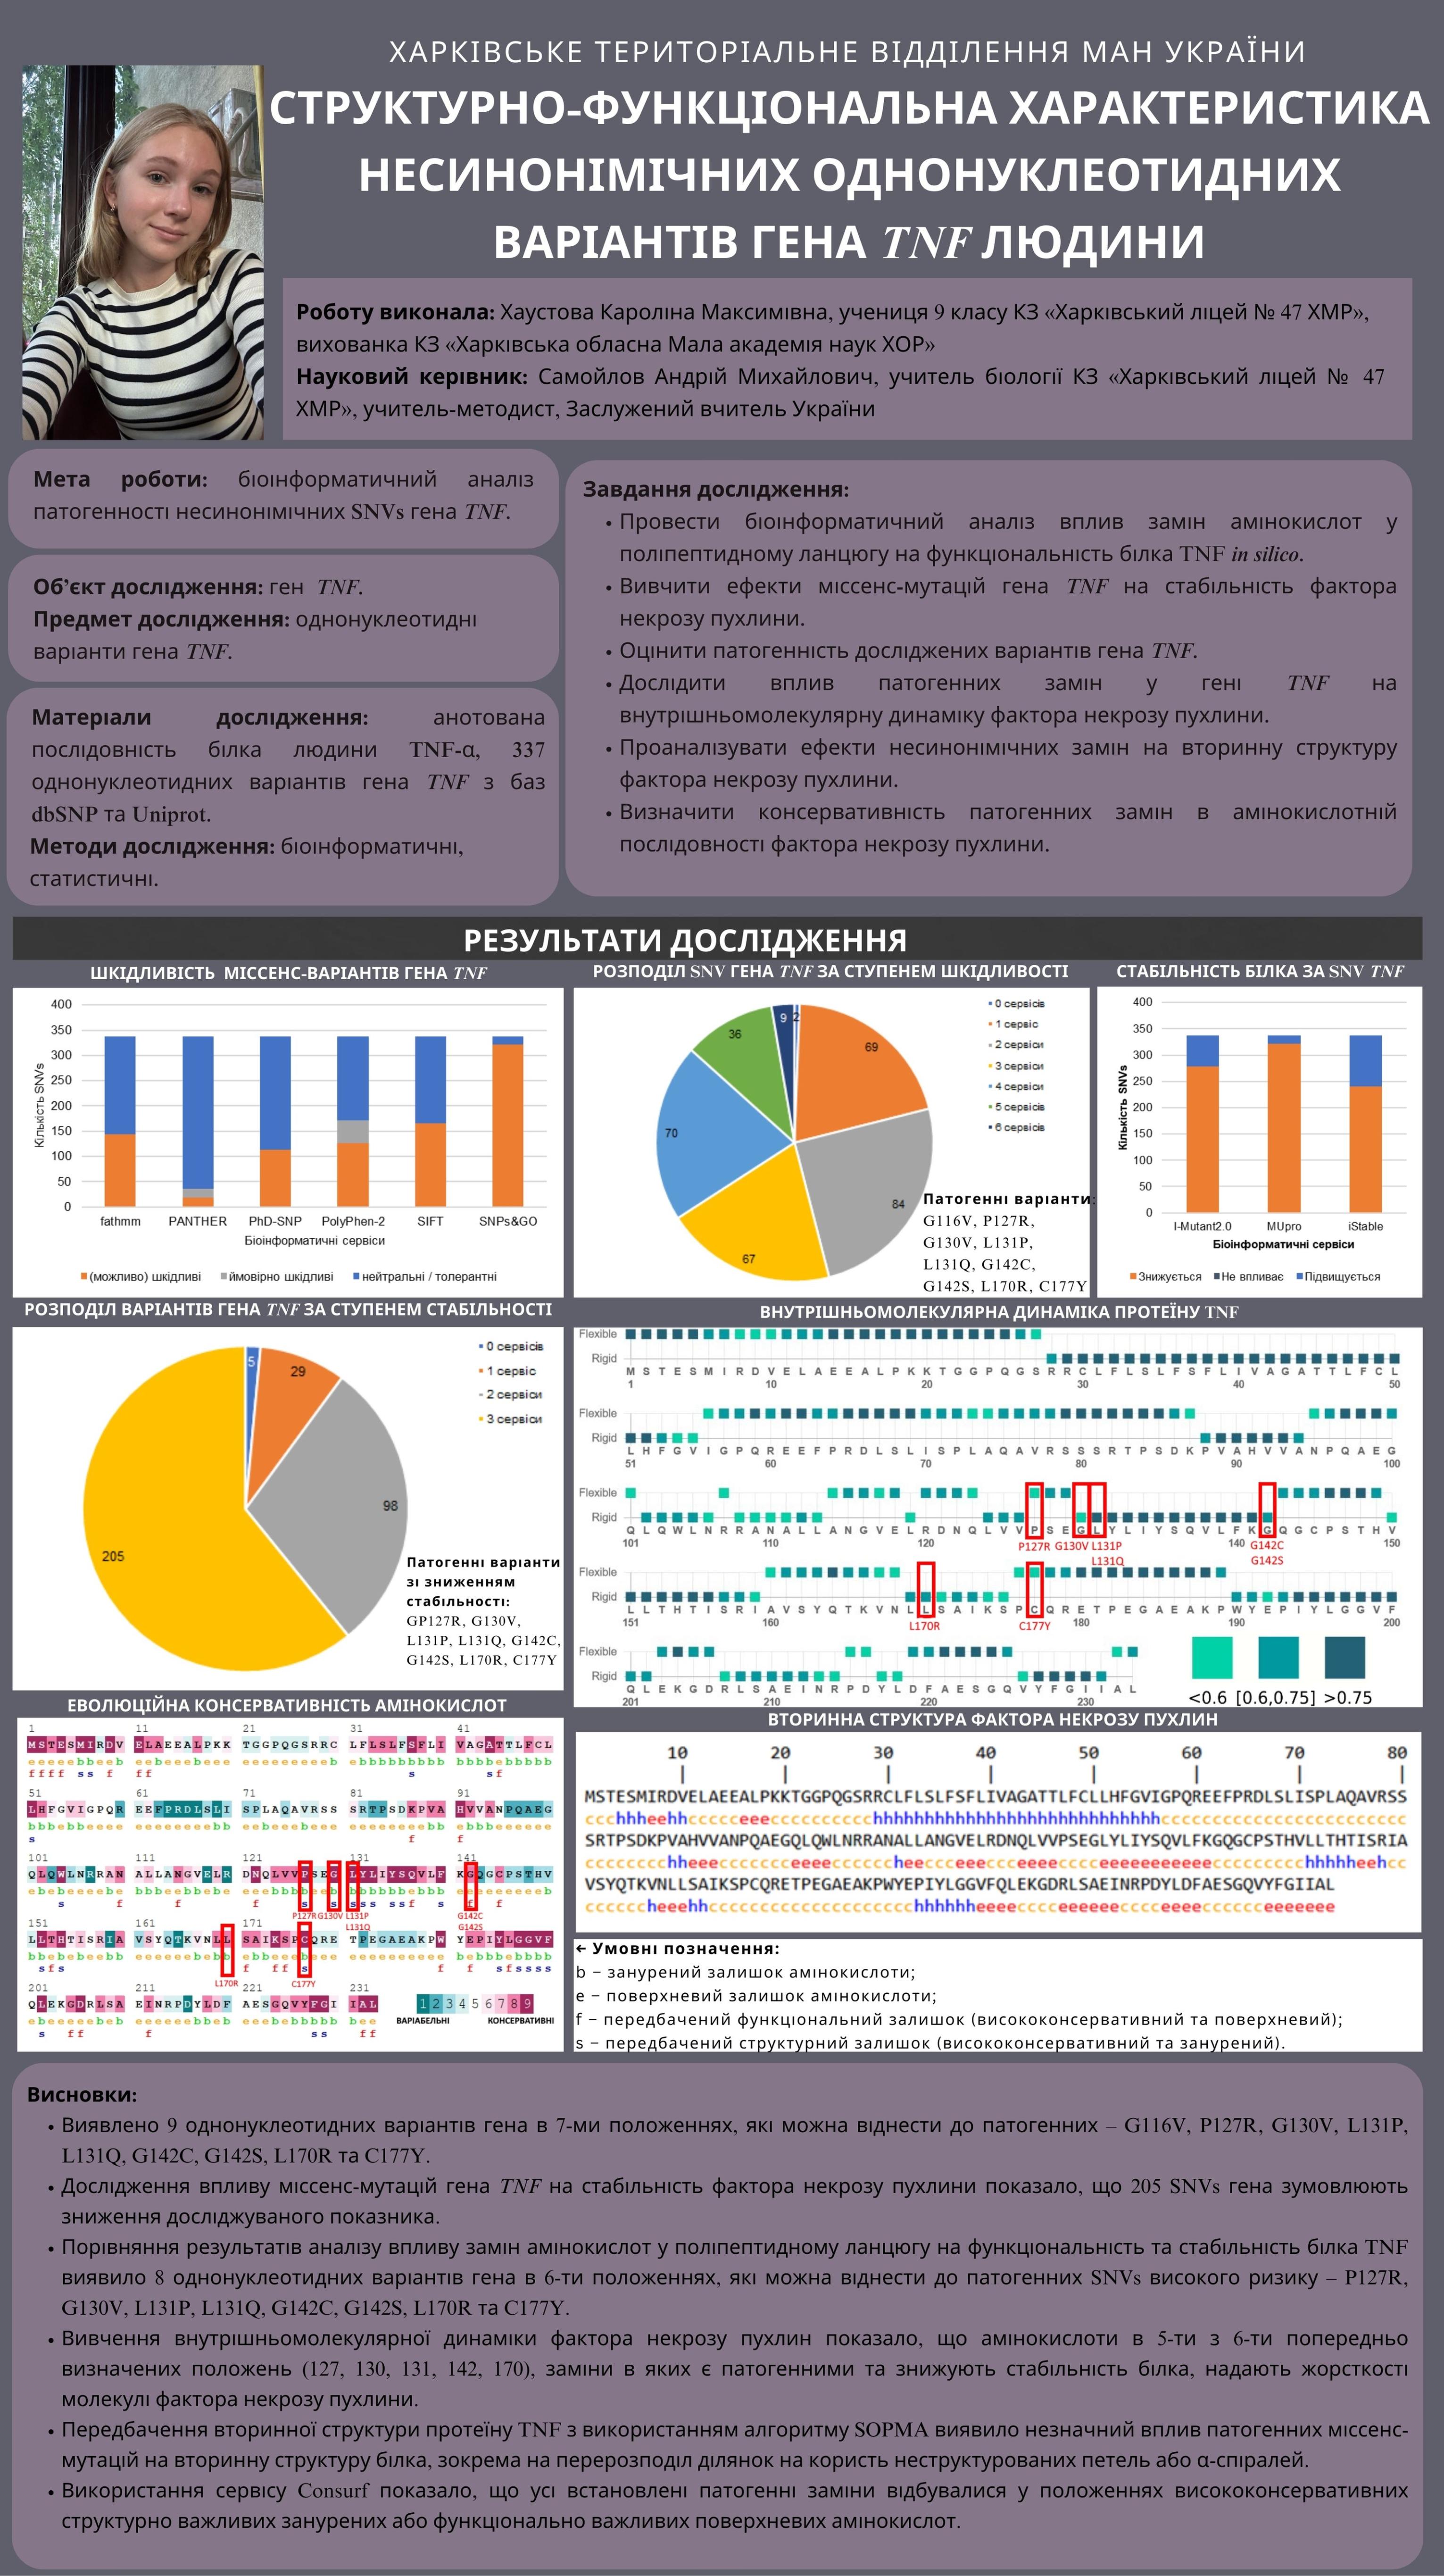 ХАРКІВСЬКЕ ТЕРИТОРІАЛЬНЕ ВІДДІЛЕННЯ МАН УКРАЇНИ
СТРУКТУРНО-ФУНКЦІОНАЛЬНА ХАРАКТЕРИСТИКА
НЕСИНОНІМІЧНИХ ОДНОНУКЛЕОТИДНИХ
ВАРІАНТІВ ГЕНА TNF ЛЮДИНИ
Роботу виконала: Хаустова Кароліна Максимівна, учениця 9 класу КЗ «Харківський ліцей № 47 ХМР»,
вихованка КЗ «Харківська обласна Мала академія наук ХОР»
Науковий керівник: Самойлов Андрій Михайлович, учитель біології КЗ «Харківський ліцей № 47
ХМР», учитель-методист, Заслужений вчитель України
Мета роботи: біоінформатичний аналіз
патогенності несинонімічних SNVs гена TNF.
Об’єкт дослідження: ген TNF.
Предмет дослідження: однонуклеотидні
варіанти гена TNF.
Матеріали дослідження: анотована
послідовність білка людини TNF-α, 337
однонуклеотидних варіантів гена TNF з баз
dbSNP та Uniprot.
Методи дослідження: біоінформатичні,
статистичні.
Завдання дослідження:
• Провести біоінформатичний аналіз вплив замін амінокислот у
поліпептидному ланцюгу на функціональність білка TNF in silico.
• Вивчити ефекти міссенс-мутацій гена TNF на стабільність фактора
некрозу пухлини.
• Оцінити патогенність досліджених варіантів гена TNF.
• Дослідити вплив патогенних замін у гені TNF на
внутрішньомолекулярну динаміку фактора некрозу пухлини.
• Проаналізувати ефекти несинонімічних замін на вторинну структуру
фактора некрозу пухлини.
• Визначити консервативність патогенних замін в амінокислотній
послідовності фактора некрозу пухлини.
РЕЗУЛЬТАТИ ДОСЛІДЖЕННЯ
ШКІДЛИВІСТЬ МІССЕНС-ВАРІАНТІВ ГЕНА TNF
400
350
300
250
200
150
100
50
0
Кількість SNVs
fathmm PANTHER PhD-SNP PolyPhen-2 SIFT SNPs&GO
Біоінформатичні сервіси
(можливо) шкідливі ймовірно шкідливі нейтральні / толерантні
РОЗПОДІЛ SNV ГЕНА TNF ЗА СТУПЕНЕМ ШКІДЛИВОСТІ
9 2
36
69
70
84
67
0 сервісів
1 сервіс
2 сервіси
3 сервіси
4 сервіси
5 сервісів
6 сервісів
Патогенні варіанти:
G116V, P127R,
G130V, L131P,
L131Q, G142C,
G142S, L170R, C177Y
СТАБІЛЬНІСТЬ БІЛКА ЗА SNV TNF
400
350
300
250
200
150
100
50
0
Кількість SNVs
I-Mutant2.0 MUpro iStable
Біоінформатичні сервіси
Знижується Не впливає Підвищується
РОЗПОДІЛ ВАРІАНТІВ ГЕНА TNF ЗА СТУПЕНЕМ СТАБІЛЬНОСТІ
5
29
98
205
0 сервісів
1 сервіс
2 сервіси
3 сервіси
Патогенні варіанти
зі зниженням
стабільності:
GP127R, G130V,
L131P, L131Q, G142C,
G142S, L170R, C177Y
ВНУТРІШНЬОМОЛЕКУЛЯРНА ДИНАМІКА ПРОТЕЇНУ TNF
Flexible
Rigid
M S T E S M I R D V E L A E E A L P K K T G G P Q G S R R C L F L S L F S F L I V A G A T T L F C L
1 10 20 30 40 50
Flexible
Rigid
L H F G V I G P Q R E E F P R D L S L I S P L A Q A V R S S S R T P S D K P V A H V V A N P Q A E G
51 60 70 80 90 100
Flexible
Rigid
Q L Q W L N R R A N A L L A N G V E L R D N Q L V V P S E G L Y L I Y S Q V L F K G Q G C P S T H V
101 110 120 140 150
P127R G130V L131P G142C
L131Q G142S
Flexible
Rigid
L L T H T I S R I A V S Y Q T K V N L L S A I K S P C Q R E T P E G A E A K P W Y E P I Y L G G V F
151 160 180 190 200
L170R C177Y
Flexible
Rigid
Q L E K G D R L S A E I N R P D Y L D F A E S G Q V Y F G I I A L
201 210 220 230
<0.6 [0.6,0.75] >0.75
ЕВОЛЮЦІЙНА КОНСЕРВАТИВНІСТЬ АМІНОКИСЛОТ
1 11 21 31 41
MSTESMIRDV ELAEEALPKK TGGPQGSRRC LFLSLFSFLI VAGATTLFCL
51 61 71 81 91
LHFGVIGPQR EEFPRDLSLI SPLAQAVRSS SRTPSDKPVA HVVANPQAEG
101 111 121 131 141
QLQWLNRRAN ALLANGVELR DNQLVVPSEG LYLIYSQVLF KGQGCPSTHV
P127R G130V L131P G142C
L131Q G142S
151 161 171
LLTHTISRIA VSYQTKVNLL SAIKSPCQRE TPEGAEAKPW YEPIYLGGVF
L170R C177Y
201 211 221 231
QLEKGDRLSA EINRPDYLDF AESGQVYFGI IAL
1 2 3 4 5 6 7 8 9
ВАРІАБЕЛЬНІ КОНСЕРВАТИВНІ
ВТОРИННА СТРУКТУРА ФАКТОРА НЕКРОЗУ ПУХЛИН
10 20 30 40 50 60 70 80
MSTESMIRDVELAEEALPKKTGGPQGSRRCLFLSLFSFLIVAGATTLFCLLHFGVIGPQREEFPRDLSLISPLAQAVRSS
SRTPSDKPVAHVVANPQAEGQLQWLNRRANALLANGVELRDNQLVVPSEGLYLIYSQVLFKGQGCPSTHVLLTHTISRIA
VSYQTKVNLLSAIKSPCQRETPEGAEAKPWYEPIYLGGVFQLEKGDRLSAEINRPDYLDFAESGQVYFGIIAL
← Умовні позначення:
b – занурений залишок амінокислоти;
e – поверхневий залишок амінокислоти;
f – передбачений функціональний залишок (висококонсервативний та поверхневий);
s – передбачений структурний залишок (висококонсервативний та занурений).
Висновки:
• Виявлено 9 однонуклеотидних варіантів гена в 7-ми положеннях, які можна віднести до патогенних – G116V, P127R, G130V, L131P,
L131Q, G142C, G142S, L170R та C177Y.
• Дослідження впливу міссенс-мутацій гена TNF на стабільність фактора некрозу пухлини показало, що 205 SNVs гена зумовлюють
зниження досліджуваного показника.
• Порівняння результатів аналізу впливу замін амінокислот у поліпептидному ланцюгу на функціональність та стабільність білка TNF
виявило 8 однонуклеотидних варіантів гена в 6-ти положеннях, які можна віднести до патогенних SNVs високого ризику – P127R,
G130V, L131P, L131Q, G142C, G142S, L170R та C177Y.
• Вивчення внутрішньомолекулярної динаміки фактора некрозу пухлин показало, що амінокислоти в 5-ти з 6-ти попередньо
визначених положень (127, 130, 131, 142, 170), заміни в яких є патогенними та знижують стабільність білка, надають жорсткості
молекулі фактора некрозу пухлини.
• Передбачення вторинної структури протеїну TNF з використанням алгоритму SOPMA виявило незначний вплив патогенних міссенс-
мутацій на вторинну структуру білка, зокрема на перерозподіл ділянок на користь неструктурованих петель або α-спіралей.
• Використання сервісу Consurf показало, що усі встановлені патогенні заміни відбувалися у положеннях висококонсервативних
структурно важливих занурених або функціонально важливих поверхневих амінокислот.